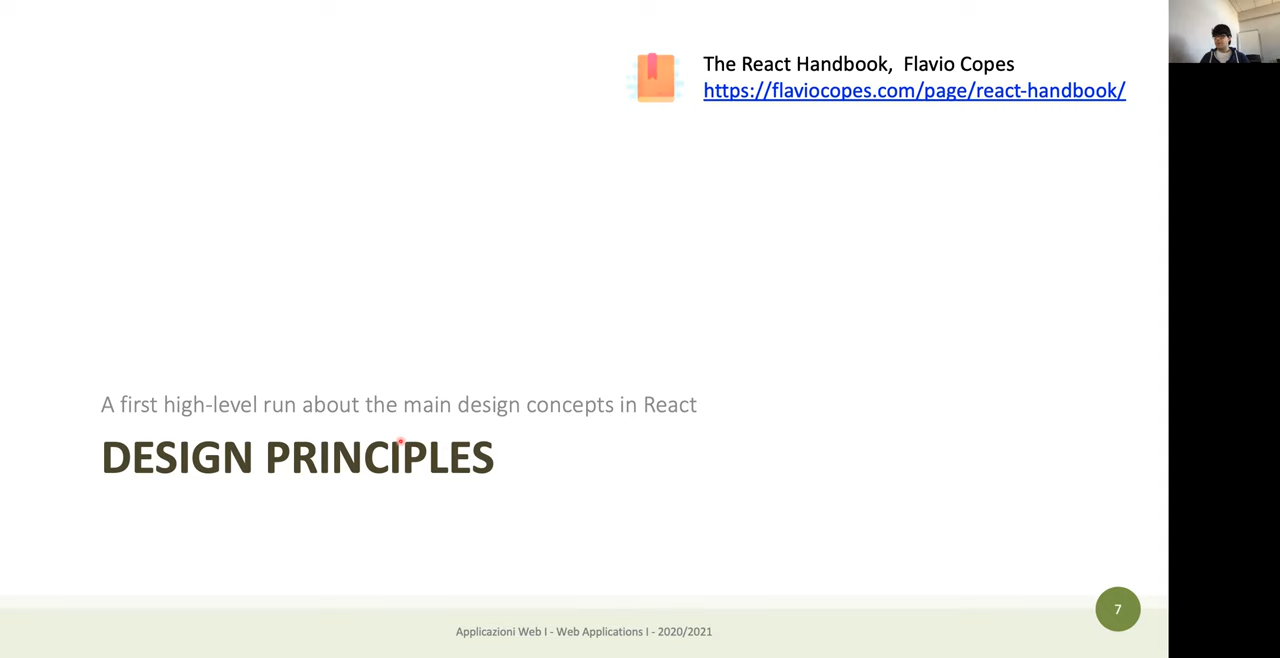 The React Handbook, Flavio Copes
https://flaviocopes.com/page/react-handbook/
A first high-level run about the main design concepts in React
DESIGN PRINCIPLES
7
Applicazioni Web I - Web Applications I - 2020/2021